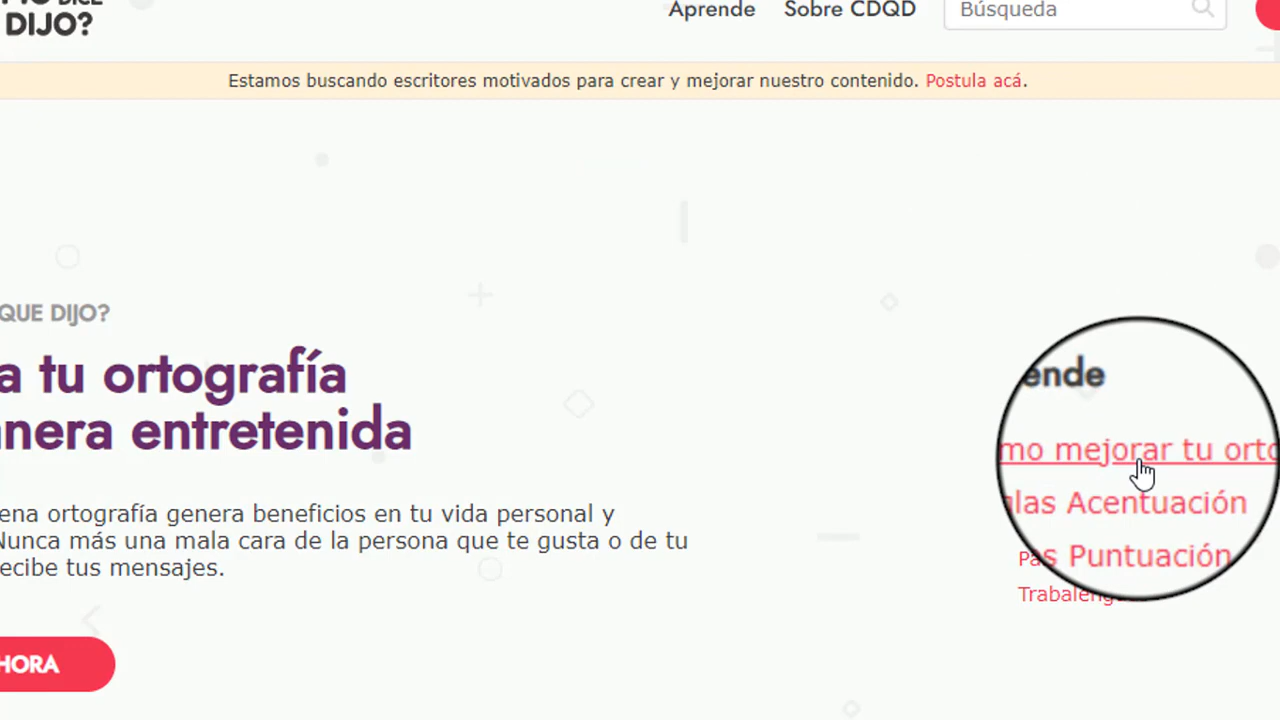 DICE
DIJO?
Aprende Sobre CDQD Búsqueda
Estamos buscando escritores motivados para crear y mejorar nuestro contenido. Postula acá.
QUE DIJO?
a tu ortografía
nera entretenida
ena ortografía genera beneficios en tu vida personal y
Nunca más una mala cara de la persona que te gusta o de tu
ecibe tus mensajes.
HORA
ende
mo mejorar tu orto
las Acentuación
s Puntuación
Trabaleng